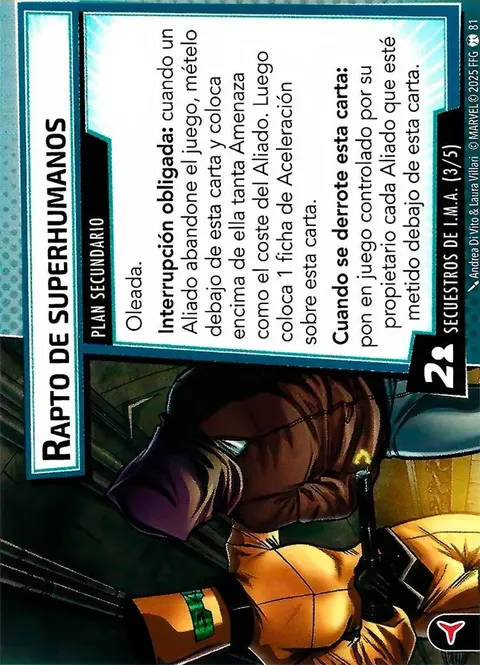 RAPTO DE SUPERHUMANOS
PLAN SECUNDARIO
Oleada.
Interrupción obligada: cuando un
Aliado abandone el juego, mételo
debajo de esta carta y coloca
encima de ella tanta Amenaza
como el coste del Aliado. Luego
coloca 1 ficha de Aceleración
sobre esta carta.
Cuando se derrote esta carta:
pon en juego controlado por su
propietario cada Aliado que esté
metido debajo de esta carta.
2
SECUESTROS DE I.M.A. (3/5)
Andrea Di Vito & Laura Villari © MARVEL © 2025 FFG 81